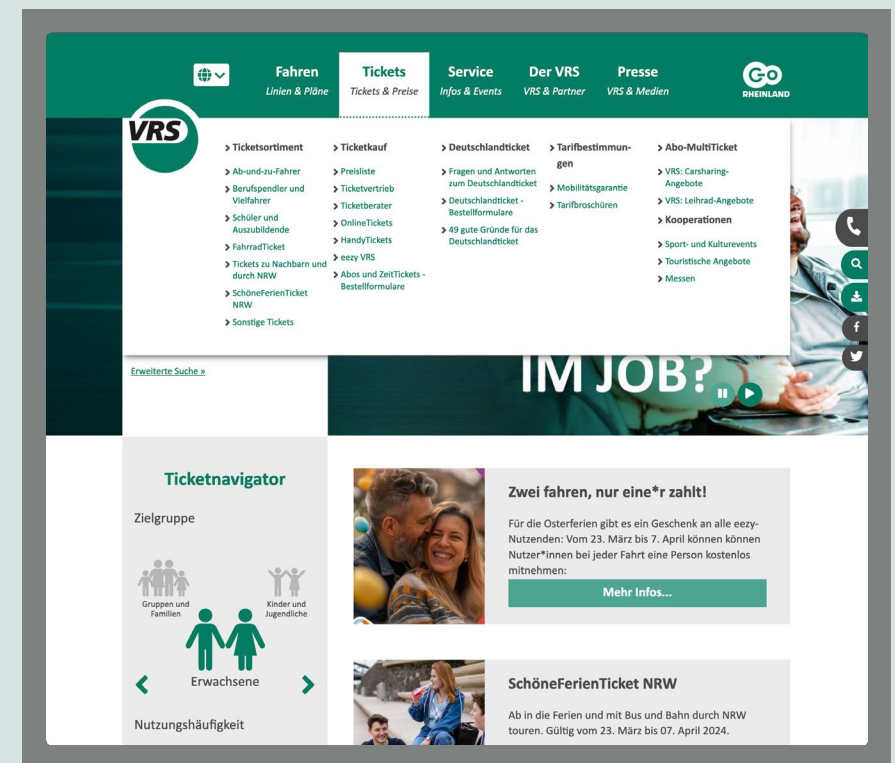 Fahren
Linien & Pläne
Tickets
Tickets & Preise
Service
Infos & Events
Der VRS
VRS & Partner
Presse
VRS & Medien
GO
RHEINLAND
VRS
Ticketsortiment
Ab-und-zu-Fahrer
Berufspendler und
Vielfahrer
Schüler und
Auszubildende
FahrradTicket
Tickets zu Nachbarn und
durch NRW
SchöneFerienTicket
NRW
Sonstige Tickets
Ticketkauf
Preisliste
Ticketvertrieb
Ticketberater
OnlineTickets
HandyTickets
eezy VRS
Abos und ZeitTickets -
Bestellformulare
Deutschlandticket
Fragen und Antworten
zum Deutschlandticket
Deutschlandticket -
Bestellformulare
49 gute Gründe für das
Deutschlandticket
Tarifbestimmun-
gen
Mobilitätsgarantie
Tarifbroschüren
Abo-MultiTicket
VRS: Carsharing-
Angebote
VRS: Leihrad-Angebote
Kooperationen
Sport- und Kulturevents
Touristische Angebote
Messen
Erweiterte Suche »
IM JOB?
Ticketnavigator
Zielgruppe
Gruppen und
Familien
Kinder und
Jugendliche
Erwachsene
Nutzungshäufigkeit
Zwei fahren, nur eine*r zahlt!
Für die Osterferien gibt es ein Geschenk an alle eezy-
Nutzenden: Vom 23. März bis 7. April können können
Nutzer*innen bei jeder Fahrt eine Person kostenlos
mitnehmen:
Mehr Infos...
SchöneFerienTicket NRW
Ab in die Ferien und mit Bus und Bahn durch NRW
touren. Gültig vom 23. März bis 07. April 2024.